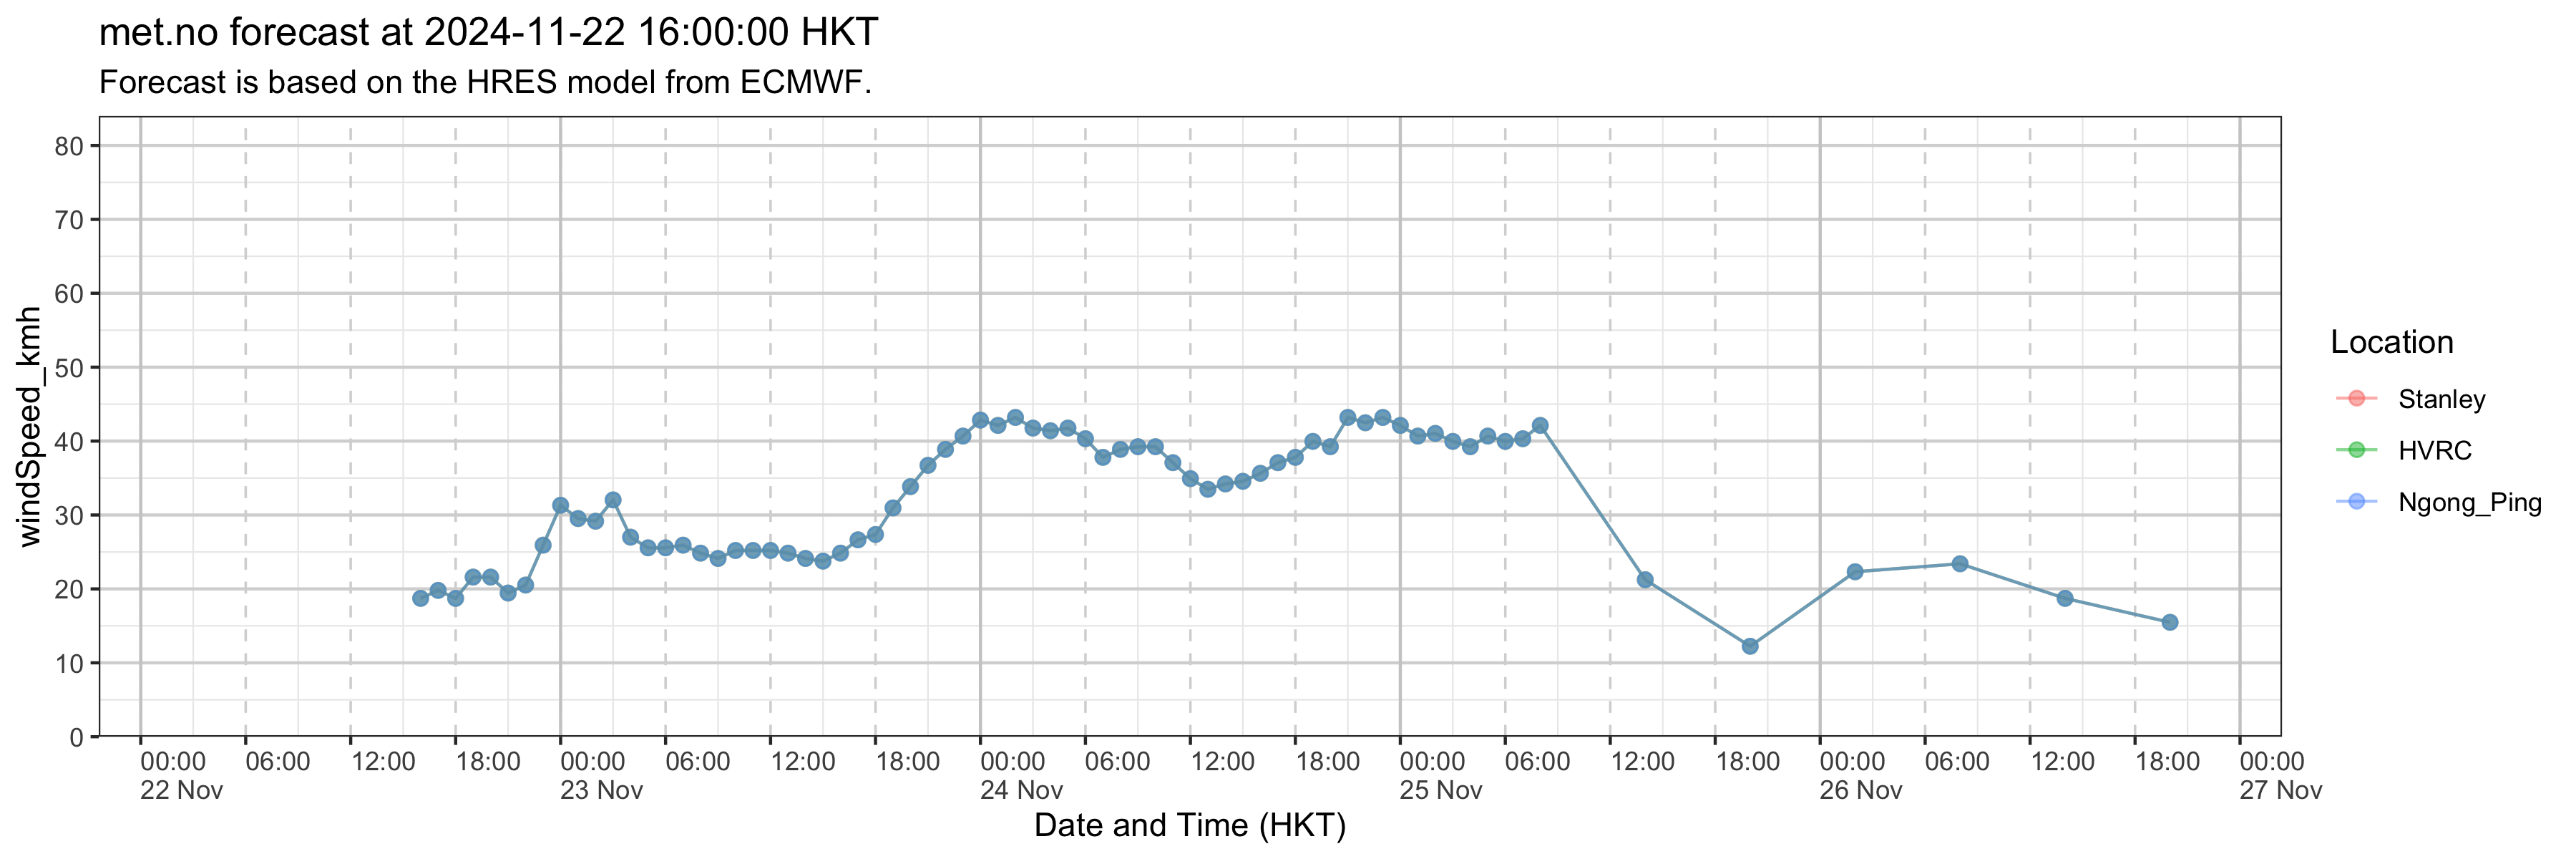 met.no forecast at 2024-11-22 16:00:00 HKT
Forecast is based on the HRES model from ECMWF.
windSpeed_kmh
80
70
60
50
40
30
20
10
0
00:00 06:00 12:00 18:00 00:00 06:00 12:00 18:00 00:00 06:00 12:00 18:00 00:00 06:00 12:00 18:00 00:00 06:00 12:00 18:00 00:00
22 Nov 23 Nov 24 Nov 25 Nov 26 Nov 27 Nov
Date and Time (HKT)
Location
Stanley
HVRC
Ngong_Ping